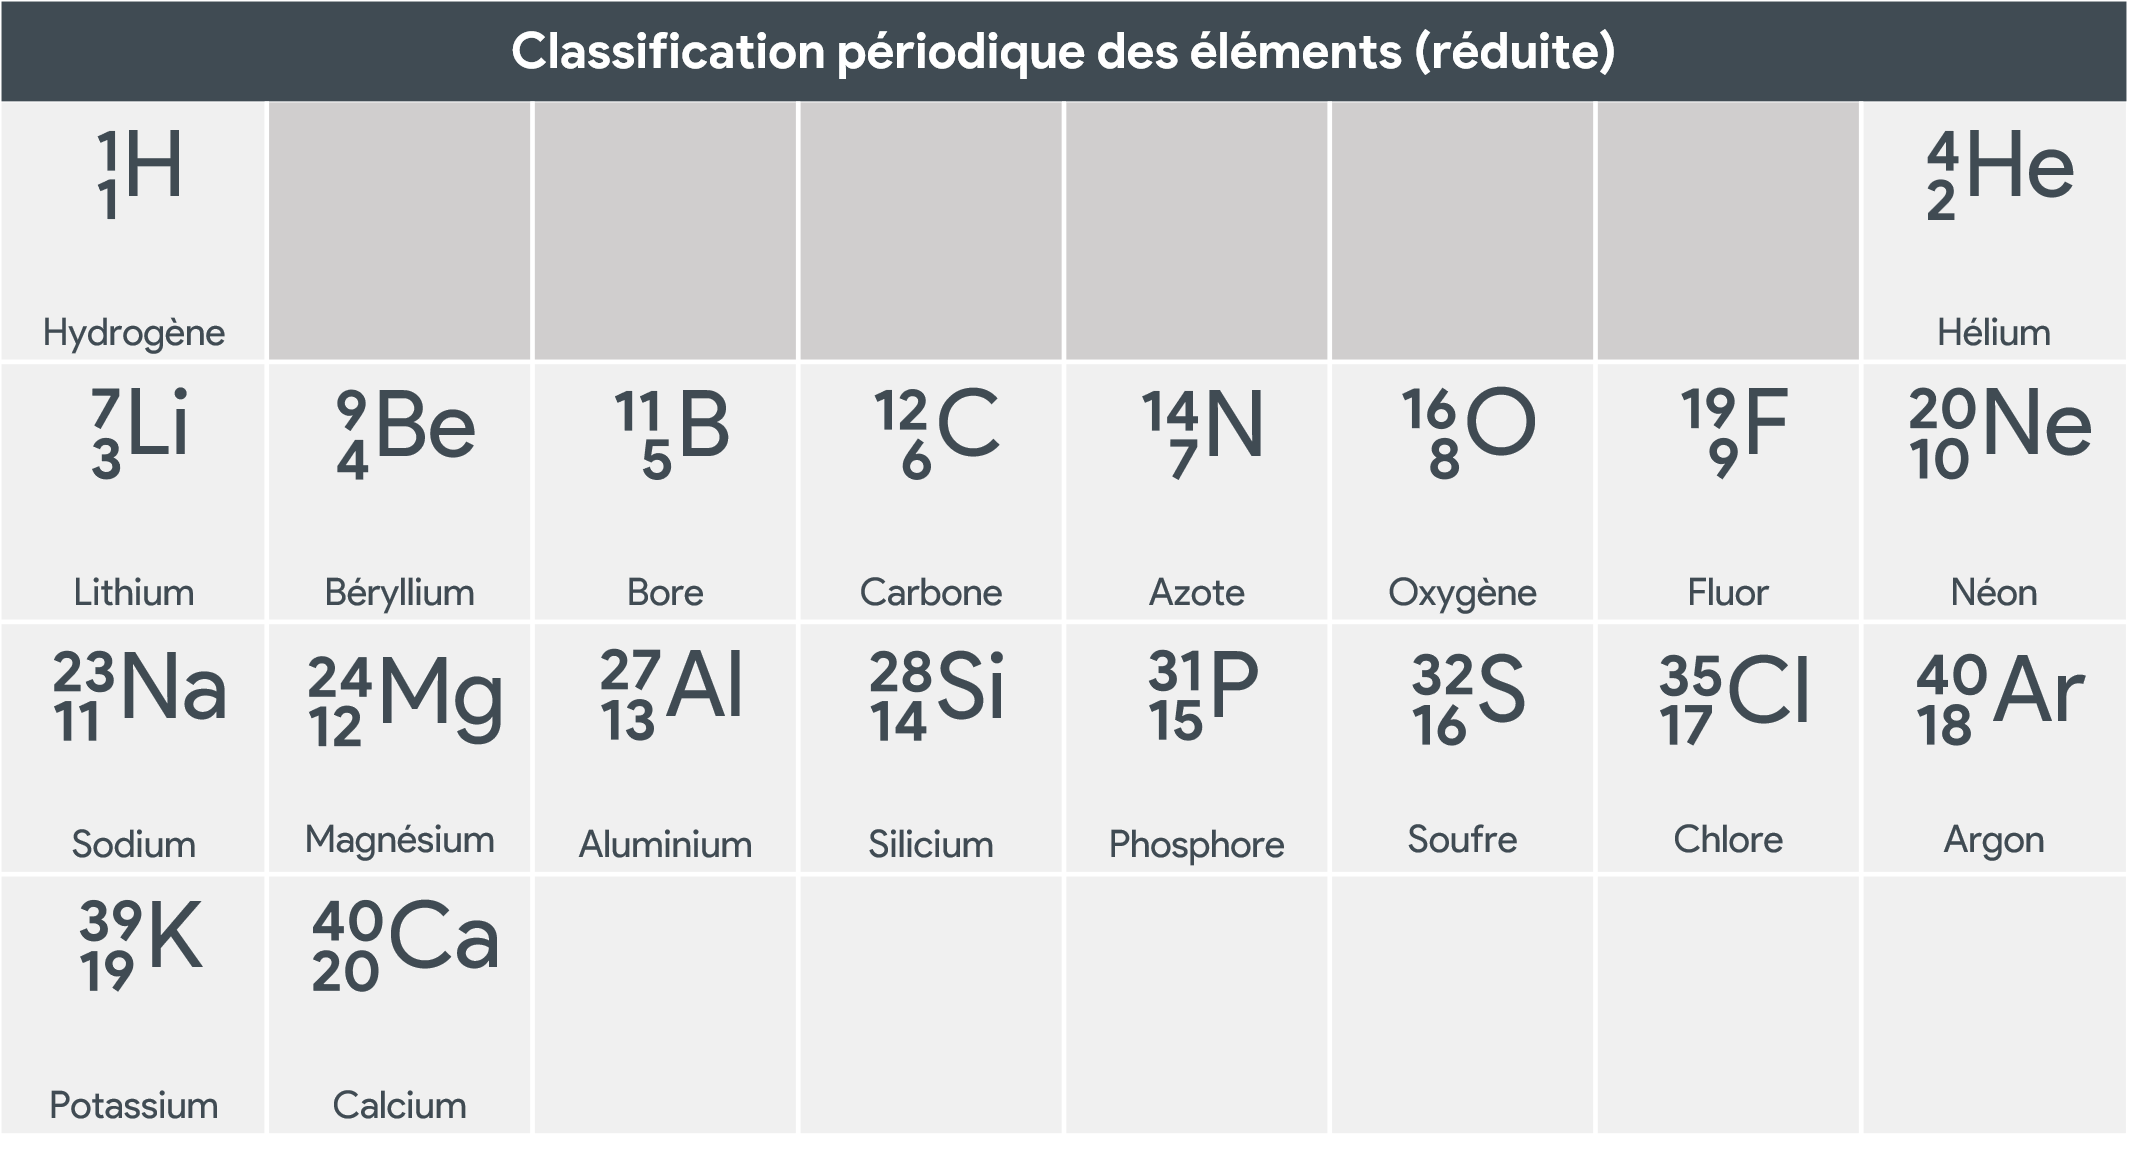 Classification périodique des éléments (réduite)
1 1 H
4 2 He
Hydrogène
Hélium
7 3 Li
9 4 Be
11 5 B
12 6 C
14 7 N
16 8 O
19 9 F
20 10 Ne
Lithium
Béryllium
Bore
Carbone
Azote
Oxygène
Fluor
Néon
23 11 Na
24 12 Mg
27 13 Al
28 14 Si
31 15 P
32 16 S
35 17 Cl
40 18 Ar
Sodium
Magnésium
Aluminium
Silicium
Phosphore
Soufre
Chlore
Argon
39 19 K
40 20 Ca
Potassium
Calcium